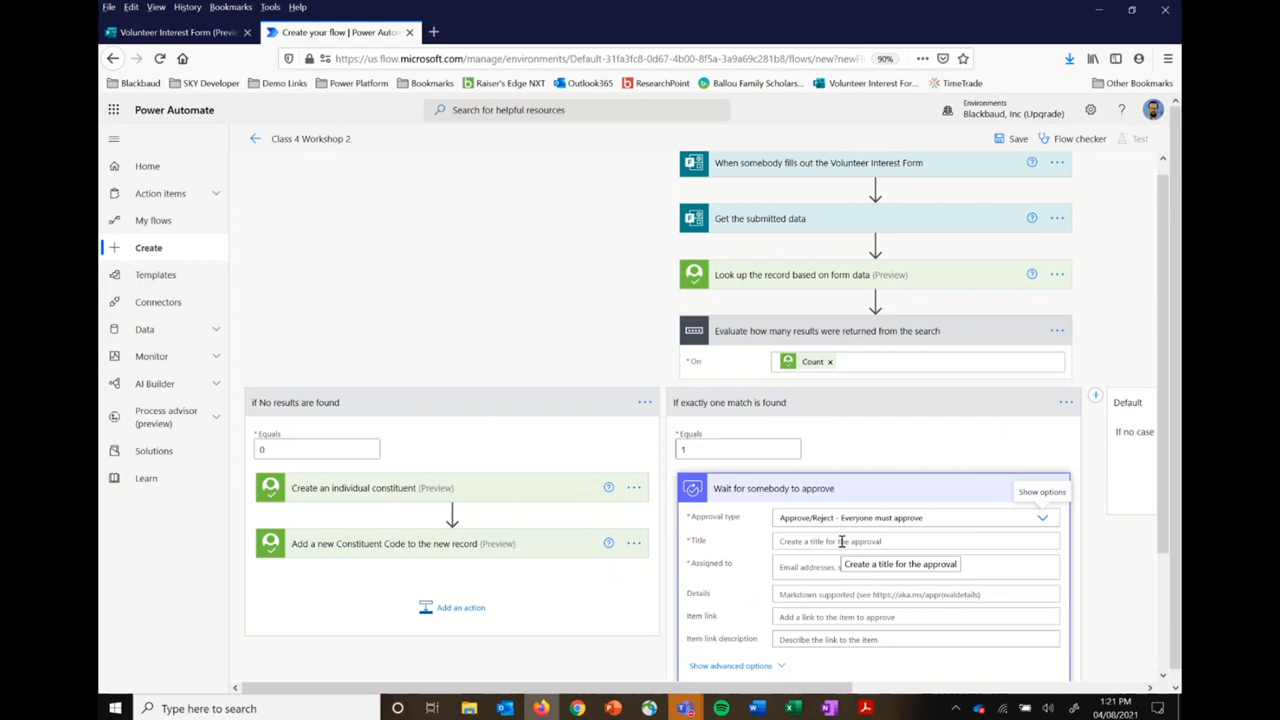 File Edit View History Bookmarks Tools Help
Volunteer Interest Form (Previ
Create your flow | Power Autom
https://us.flow.microsoft.com/manage/environments/Default-31fa3fc8-0d67-4b00-8f5a-3a9a69c281b8/flows/new?newFl
90%
Blackbaud SKY Developer Demo Links Power Platform Bookmarks Raiser's Edge NXT Outlook365 ResearchPoint Ballou Family Scholars... Volunteer Interest For... TimeTrade Other Bookmarks
Power Automate
Search for helpful resources
Environments
Blackbaud, Inc (Upgrade)
Class 4 Workshop 2
Save Flow checker Test
Home
Action items
My flows
Create
Templates
Connectors
Data
Monitor
AI Builder
Process advisor
(preview)
Solutions
Learn
When somebody fills out the Volunteer Interest Form
Get the submitted data
Look up the record based on form data (Preview)
Evaluate how many results were returned from the search
* On
Count x
if No results are found
* Equals
0
Create an individual constituent (Preview)
Add a new Constituent Code to the new record (Preview)
Add an action
If exactly one match is found
* Equals
1
Wait for somebody to approve
Show options
* Approval type
Approve/Reject - Everyone must approve
* Title
Create a title for the approval
Create a title for the approval
* Assigned to
Email addresses,
Details
Markdown supported (see https://aka.ms/approvaldetails)
Item link
Add a link to the item to approve
Item link description
Describe the link to the item
Show advanced options
Default
If no case
Type here to search
1:21 PM
04/08/2021